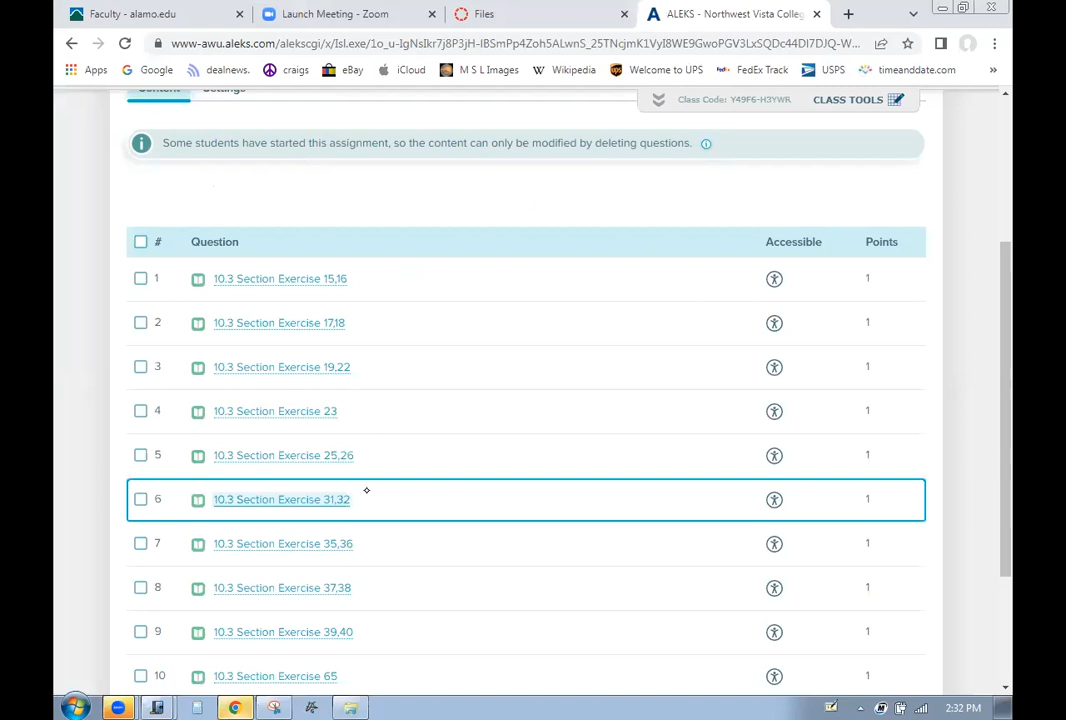 Faculty - alamo.edu
Launch Meeting - Zoom
Files
ALEKS - Northwest Vista Colleg
www-awu.aleks.com/alekscgi/x/Isl.exe/1o_u-IgNsIkr7j8P3jH-IBSmPp4Zoh5ALwnS_25TNcjmK1VyI8WE9GwoPGV3LxSQDc44DI7DJQ-W...
Apps
Google
dealnews.
craigs
eBay
iCloud
M S L Images
Wikipedia
Welcome to UPS
FedEx Track
USPS
timeanddate.com
Content
Settings
Class Code: Y49F6-H3YWR
CLASS TOOLS
Some students have started this assignment, so the content can only be modified by deleting questions.
# Question Accessible Points
1 10.3 Section Exercise 15,16 1
2 10.3 Section Exercise 17,18 1
3 10.3 Section Exercise 19,22 1
4 10.3 Section Exercise 23 1
5 10.3 Section Exercise 25,26 1
6 10.3 Section Exercise 31,32 1
7 10.3 Section Exercise 35,36 1
8 10.3 Section Exercise 37,38 1
9 10.3 Section Exercise 39,40 1
10 10.3 Section Exercise 65 1
2:32 PM